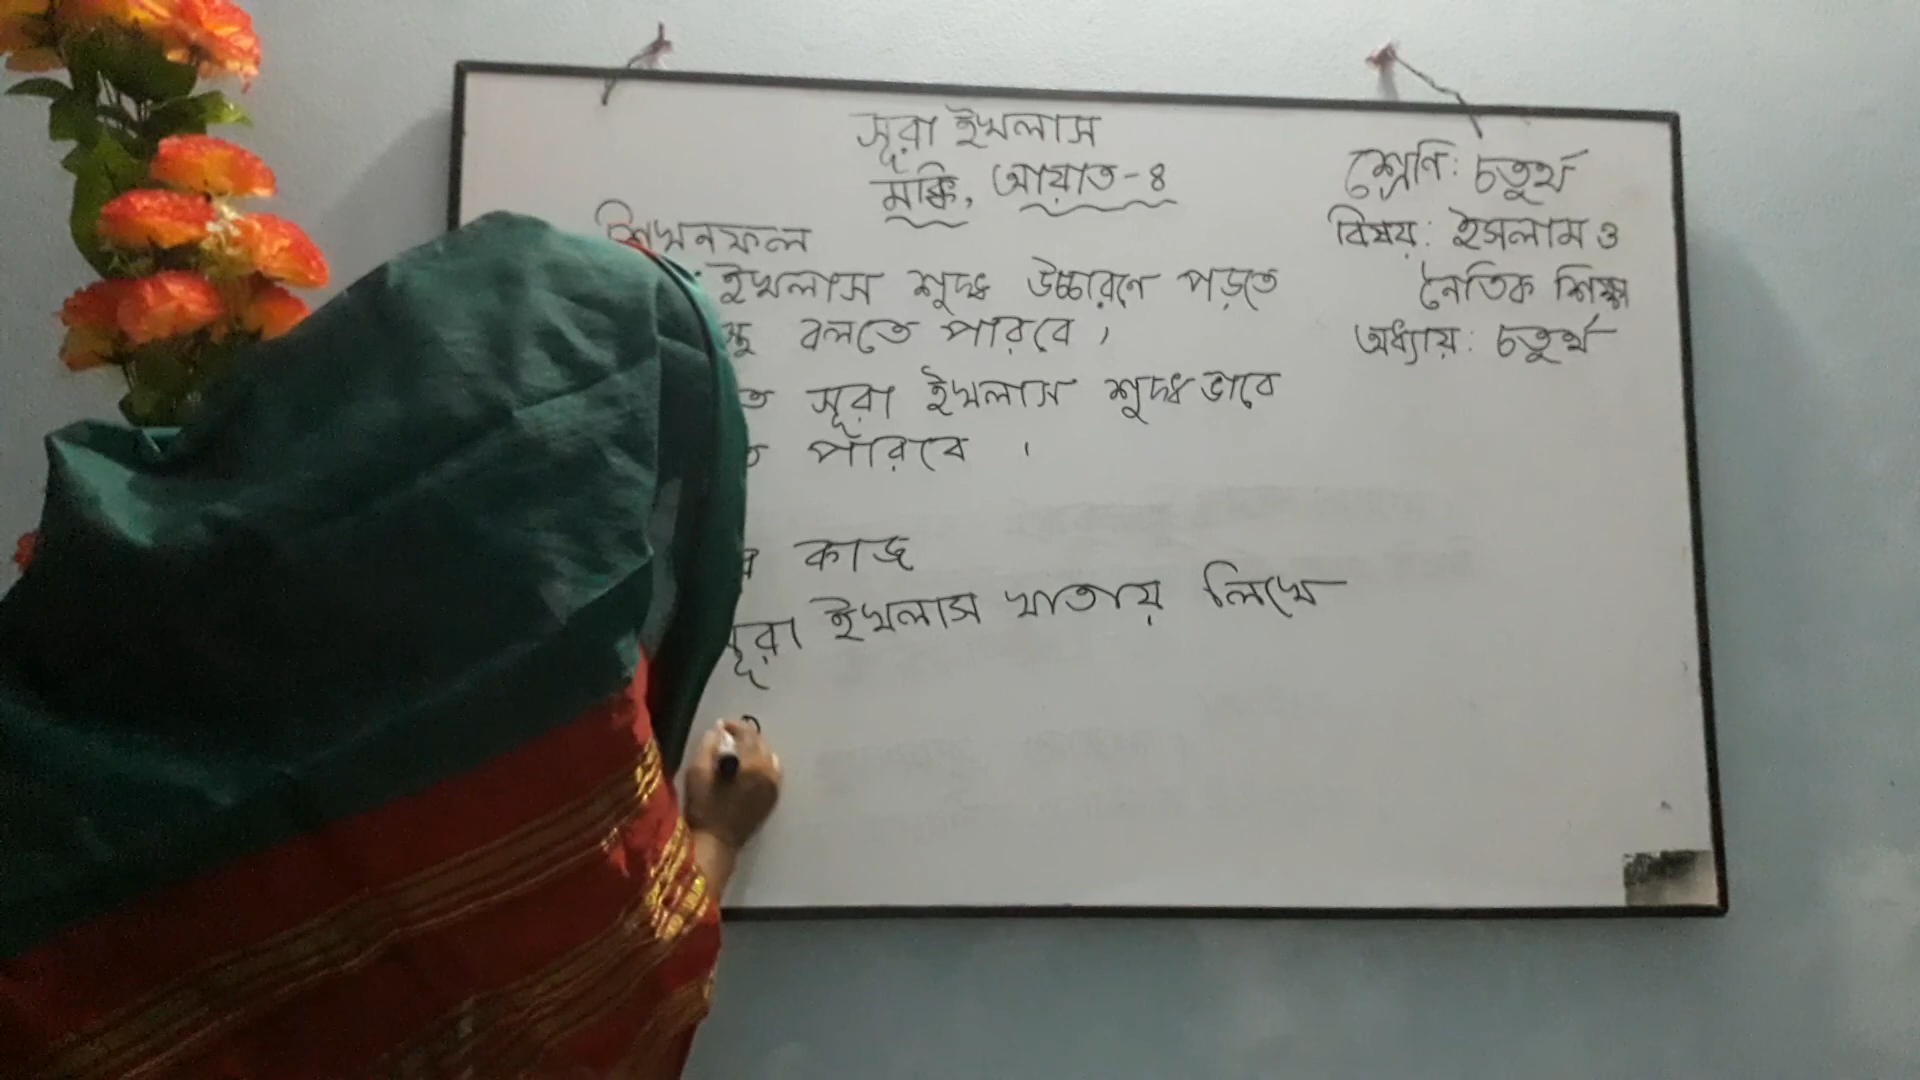 সূরা ইখলাস
মক্কি, আয়াত-৪
শ্রেণি: চতুর্থ
বিষয়: ইসলাম ও
নৈতিক শিক্ষা
অধ্যায়: চতুর্থ
শিখনফল
ইখলাস শুদ্ধ উচ্চারণে পড়তে
বলতে পারবে।
সূরা ইখলাস শুদ্ধভাবে
পারবে।
কাজ
সূরা ইখলাস খাতায় লিখে